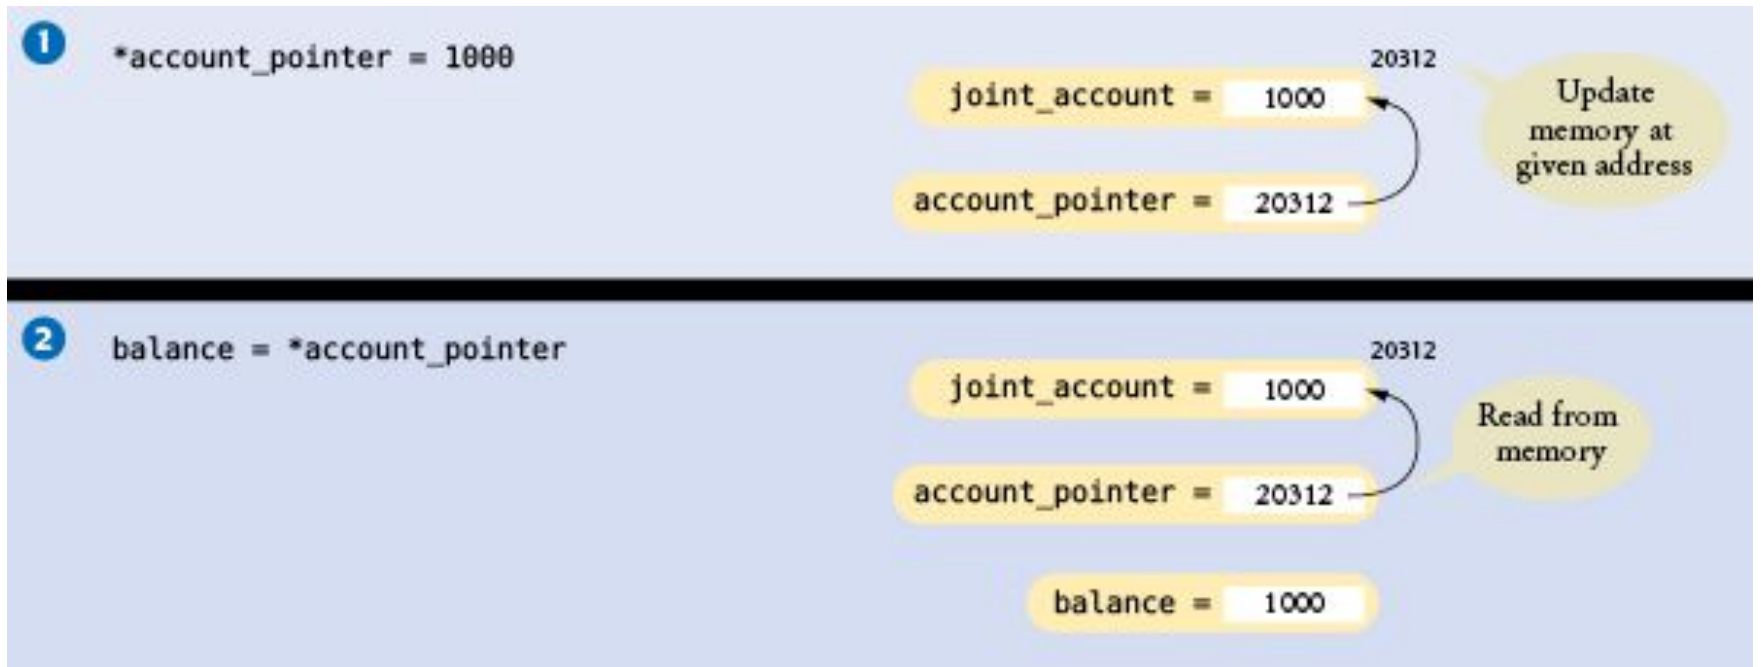 1 *account_pointer = 1000
20312
joint_account = 1000
account_pointer = 20312
Update
memory at
given address
2 balance = *account_pointer
20312
joint_account = 1000
account_pointer = 20312
Read from
memory
balance = 1000